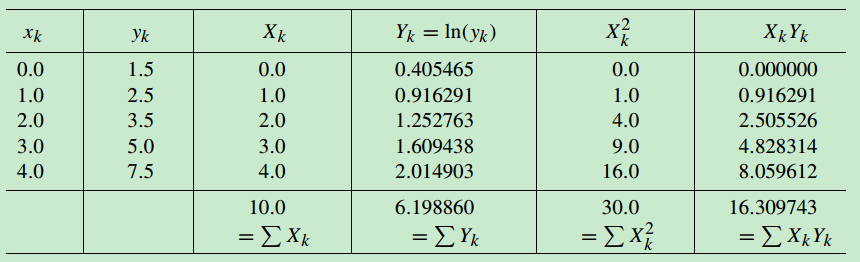 x_k y_k X_k Y_k = ln(y_k) X_k^2 X_k Y_k
0.0 1.5 0.0 0.405465 0.0 0.000000
1.0 2.5 1.0 0.916291 1.0 0.916291
2.0 3.5 2.0 1.252763 4.0 2.505526
3.0 5.0 3.0 1.609438 9.0 4.828314
4.0 7.5 4.0 2.014903 16.0 8.059612
10.0 6.198860 30.0 16.309743
= ∑ X_k = ∑ Y_k = ∑ X_k^2 = ∑ X_k Y_k